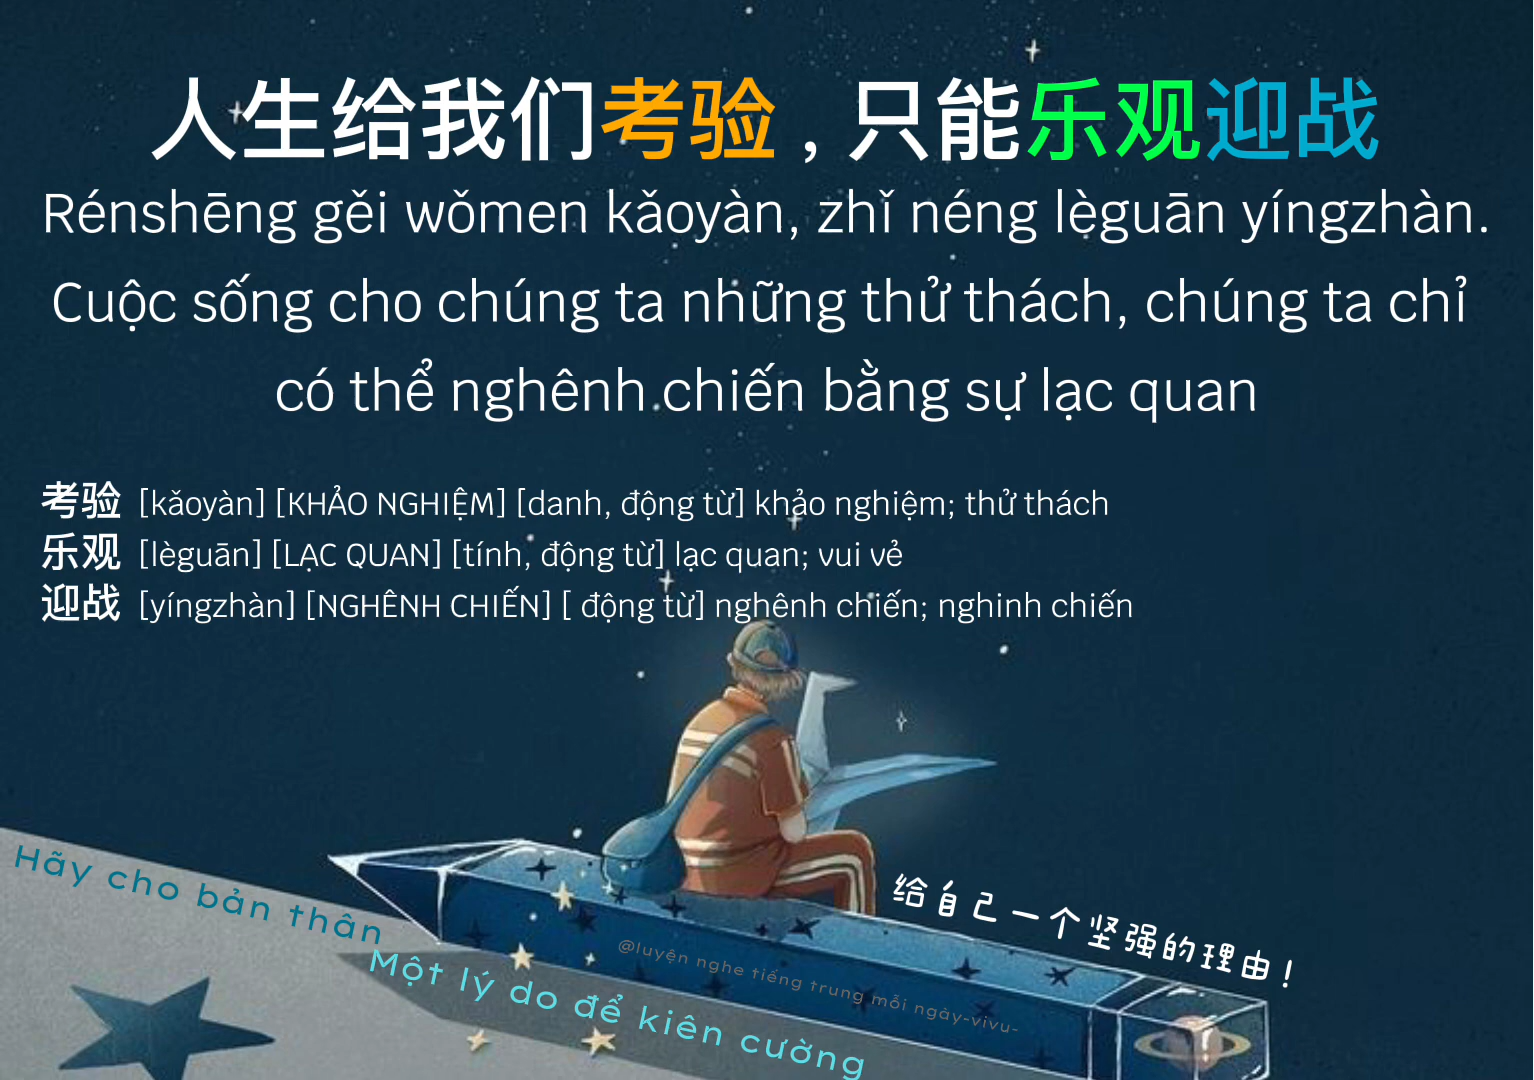 人生给我们考验，只能乐观迎战
Rénshēng gěi wǒmen kǎoyàn, zhǐ néng lèguān yíngzhàn.
Cuộc sống cho chúng ta những thử thách, chúng ta chỉ
có thể nghênh chiến bằng sự lạc quan
考验 [kǎoyàn] [KHẢO NGHIỆM] [danh, động từ] khảo nghiệm; thử thách
乐观 [lèguān] [LẠC QUAN] [tính, động từ] lạc quan; vui vẻ
迎战 [yíngzhàn] [NGHÊNH CHIẾN] [ động từ] nghênh chiến; nghinh chiến
Hãy cho bản thân
Một lý do để kiên cường
给自己一个坚强的理由！
@luyện nghe tiếng trung mỗi ngày-vivu-